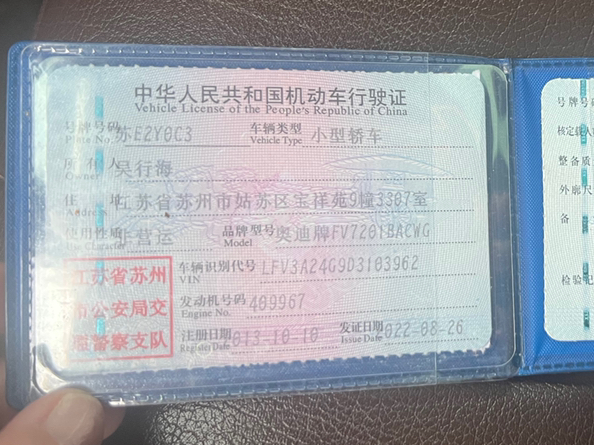 中华人民共和国机动车行驶证
Vehicle License of the People's Republic of China
号牌号码 苏E2Y0C3 车辆类型 小型轿车
Plate No. Vehicle Type
所有人 吴行海
Owner
住 址 江苏省苏州市姑苏区宝祥苑9幢3307室
Address
使用性质 非营运 品牌型号 奥迪牌FV7201BACWG
Use Character Model
江苏省苏州 车辆识别代号 LFV3A24G9D3103962
VIN
市公安局交 发动机号码 409967
Engine No.
通警察支队 注册日期 013-10-10 发证日期 022-08-26
Register Date Issue Date
号牌号码
核定载人
整备质
外廓尺
备
检验记